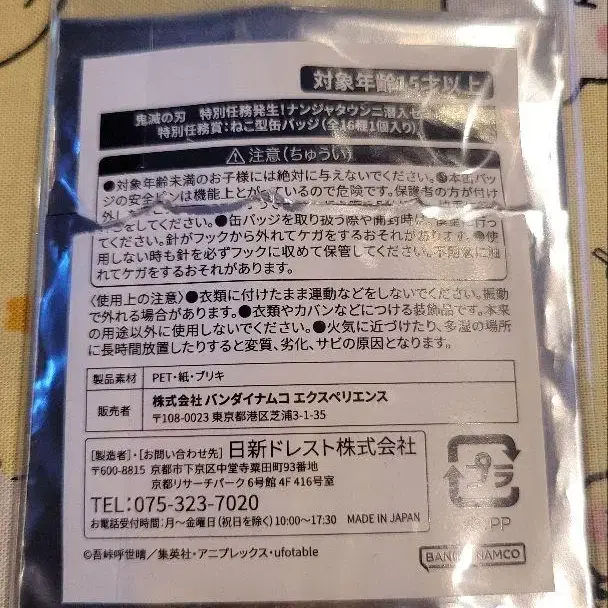 対象年齢15才以上
鬼滅の刃 特別任務発生!ナンジャタウンニ潜入セ
特別任務賞:ねこ型缶バッジ(全16種1個入り)
注意(ちゅうい)
●対象年齢未満のお子様には絶対に与えないでください。●本缶バッ
ジの安全ピンは機能上とがっているので危険です。保護者の方が付け
外し
をしてください。●缶バッジを取り扱う際や開封時は
ってください。針がフックから外れてケガをするおそれがあります。●使
用しない時も針を必ずフックに収めて保管してください。
れてケガをするおそれがあります。
〈使用上の注意〉●衣類に付けたまま運動などをしないでください。振動
で外れる場合があります。●衣類やカバンなどにつける装飾品です。本来
の用途以外に使用しないでください。●火気に近づけたり、多湿の場所
に長時間放置したりすると変質、劣化、サビの原因となります。
製品素材 PET・紙・ブリキ
販売者 株式会社 バンダイナムコ エクスペリエンス
〒108-0023 東京都港区芝浦3-1-35
[製造者]・[お問い合わせ先] 日新ドレスト株式会社
〒600-8815 京都市下京区中堂寺粟田町93番地
京都リサーチパーク 6号館 4F 416号室
TEL:075-323-7020
お電話受付時間:月〜金曜日(祝日を除く)10:00〜17:30 MADE IN JAPAN
プラ
PP
©吾峠呼世晴/集英社・アニプレックス・ufotable
BANDAI NAMCO